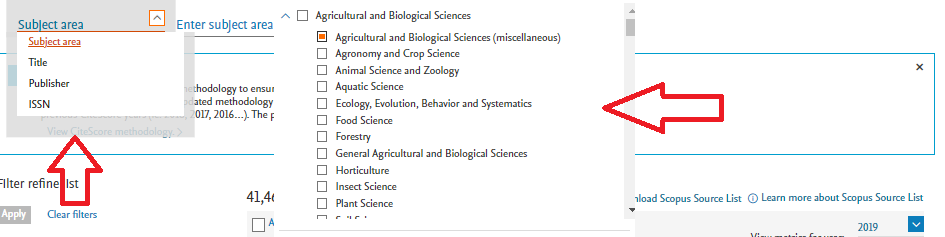 Subject area
Enter subject area
Subject area
Title
Publisher
ISSN
Agricultural and Biological Sciences
Agricultural and Biological Sciences (miscellaneous)
Agronomy and Crop Science
Animal Science and Zoology
Aquatic Science
Ecology, Evolution, Behavior and Systematics
Food Science
Forestry
General Agricultural and Biological Sciences
Horticulture
Insect Science
Plant Science
methodology to ensur
dated methodology
2017, 2016...). The p
View CiteScore methodology >
Filter refine list
Apply
Clear filters
41,46
nload Scopus Source List
Learn more about Scopus Source List
2019